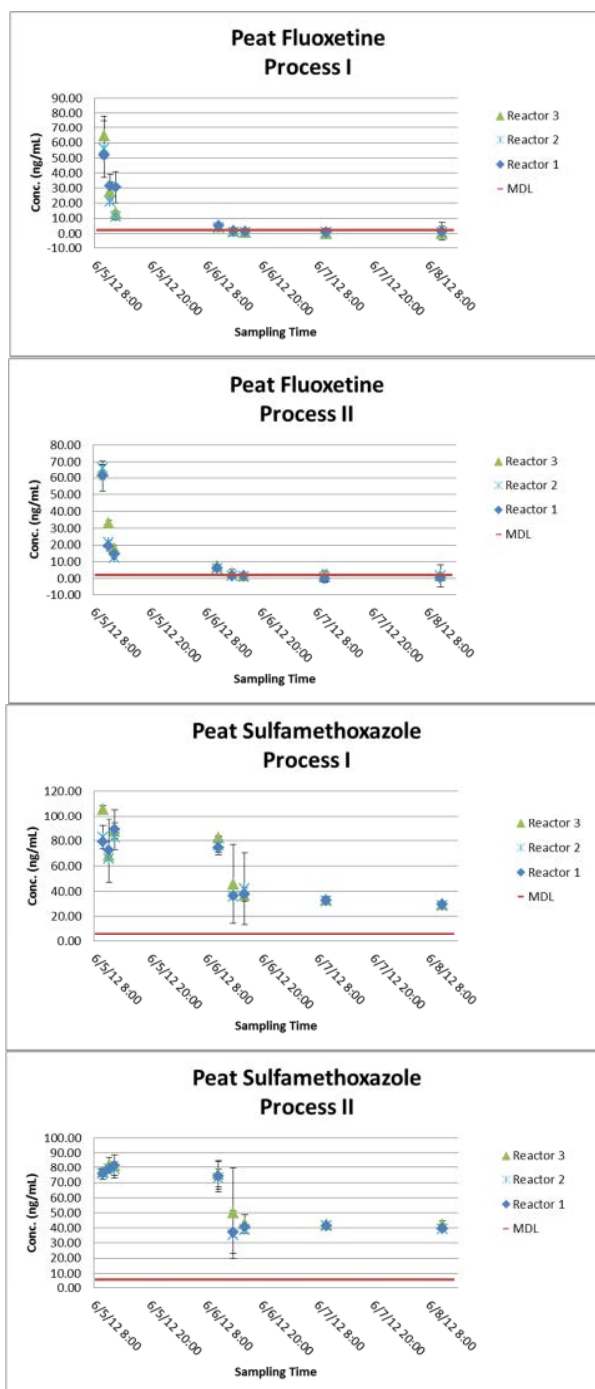 Peat Fluoxetine
Process I
Conc. (ng/mL)
90.00
80.00
70.00
60.00
50.00
40.00
30.00
20.00
10.00
0.00
-10.00
6/5/12 8:00
6/5/12 20:00
6/6/12 8:00
6/6/12 20:00
6/7/12 8:00
6/7/12 20:00
6/8/12 8:00
Sampling Time
Reactor 3
Reactor 2
Reactor 1
MDL
Peat Fluoxetine
Process II
Conc. (ng/mL)
80.00
70.00
60.00
50.00
40.00
30.00
20.00
10.00
0.00
-10.00
6/5/12 8:00
6/5/12 20:00
6/6/12 8:00
6/6/12 20:00
6/7/12 8:00
6/7/12 20:00
6/8/12 8:00
Sampling Time
Reactor 3
Reactor 2
Reactor 1
MDL
Peat Sulfamethoxazole
Process I
Conc. (ng/mL)
120.00
100.00
80.00
60.00
40.00
20.00
0.00
6/5/12 8:00
6/5/12 20:00
6/6/12 8:00
6/6/12 20:00
6/7/12 8:00
6/7/12 20:00
6/8/12 8:00
Sampling Time
Reactor 3
Reactor 2
Reactor 1
MDL
Peat Sulfamethoxazole
Process II
Conc. (ng/mL)
100.00
90.00
80.00
70.00
60.00
50.00
40.00
30.00
20.00
10.00
0.00
6/5/12 8:00
6/5/12 20:00
6/6/12 8:00
6/6/12 20:00
6/7/12 8:00
6/7/12 20:00
6/8/12 8:00
Sampling Time
Reactor 3
Reactor 2
Reactor 1
MDL